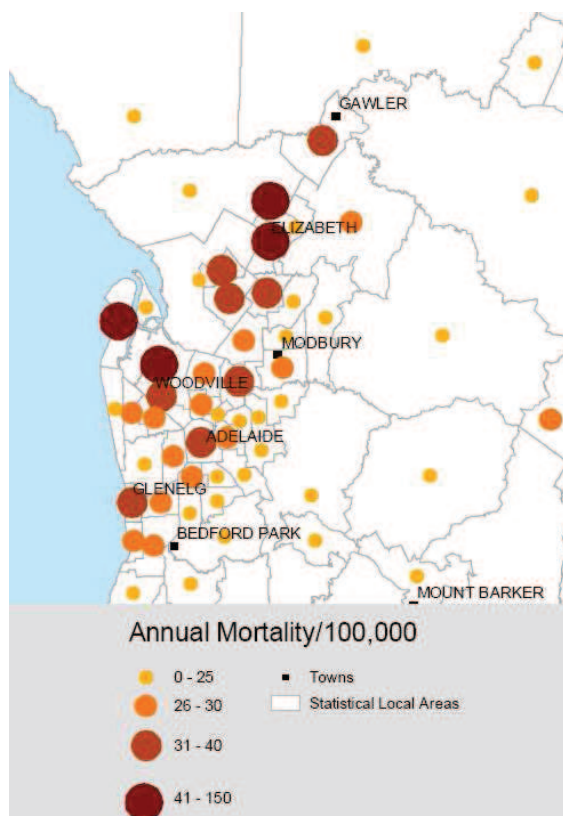 GAWLER
ELIZABETH
MODBURY
WOODVILLE
ADELAIDE
GLENELG
BEDFORD PARK
MOUNT BARKER
Annual Mortality/100,000
0 - 25
Towns
26 - 30
Statistical Local Areas
31 - 40
41 - 150